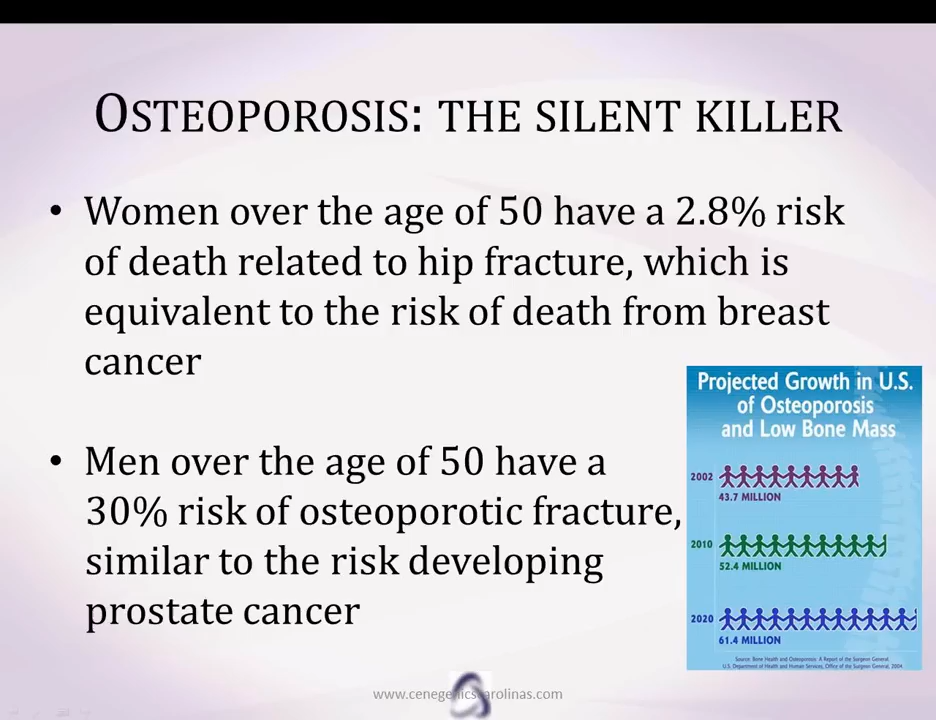 OSTEOPOROSIS: THE SILENT KILLER
• Women over the age of 50 have a 2.8% risk
of death related to hip fracture, which is
equivalent to the risk of death from breast
cancer
• Men over the age of 50 have a
30% risk of osteoporotic fracture,
similar to the risk developing
prostate cancer
Projected Growth in U.S.
of Osteoporosis
and Low Bone Mass
2002
43.7 MILLION
2010
52.4 MILLION
2020
61.4 MILLION
Source: Bone Health and Osteoporosis: A Report of the Surgeon General
U.S. Department of Health and Human Services, Office of the Surgeon General, 2004.
www.cenegenicscarolinas.com